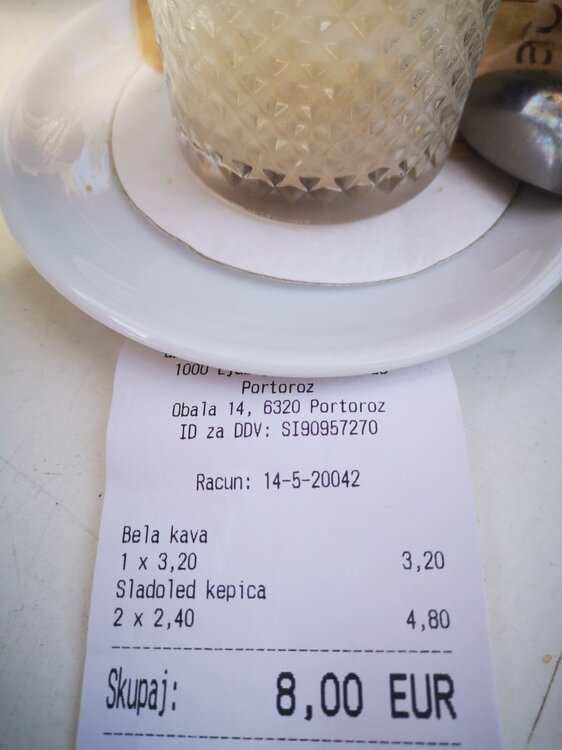 1000
Portoroz
Obala 14, 6320 Portoroz
ID za DDV: SI90957270
Racun: 14-5-20042
Bela kava
1 x 3,20 3,20
Sladoled kepica
2 x 2,40 4,80
Skupaj: 8,00 EUR